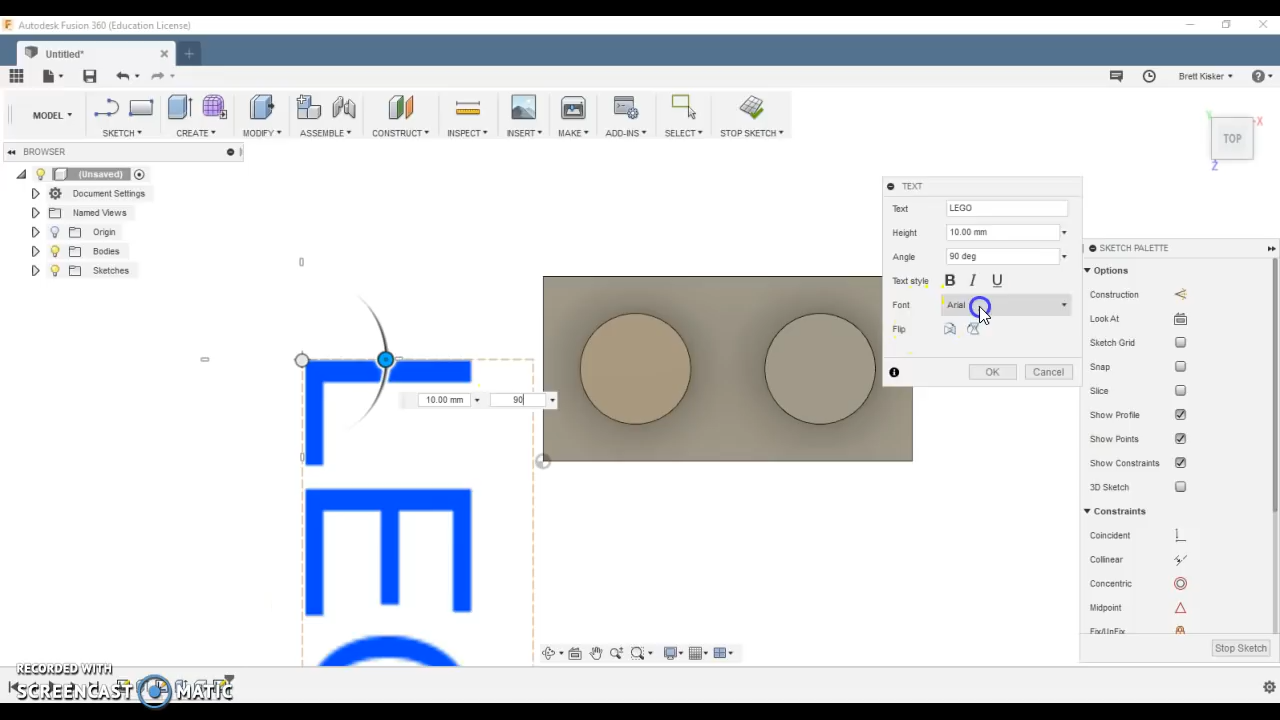 Autodesk Fusion 360 (Education License)
Untitled*
Brett Kisker
MODEL
SKETCH
CREATE
MODIFY
ASSEMBLE
CONSTRUCT
INSPECT
INSERT
MAKE
ADD-INS
SELECT
STOP SKETCH
BROWSER
(Unsaved)
Document Settings
Named Views
Origin
Bodies
Sketches
Y
X
TOP
Z
TEXT
Text LEGO
Height 10.00 mm
Angle 90 deg
Text style B I U
Font Arial
Flip
OK Cancel
10.00 mm 90
L
E
SKETCH PALETTE
Options
Construction
Look At
Sketch Grid
Snap
Slice
Show Profile
Show Points
Show Constraints
3D Sketch
Constraints
Coincident
Collinear
Concentric
Midpoint
Fix/UnFix
Stop Sketch
RECORDED WITH
SCREENCAST MATIC